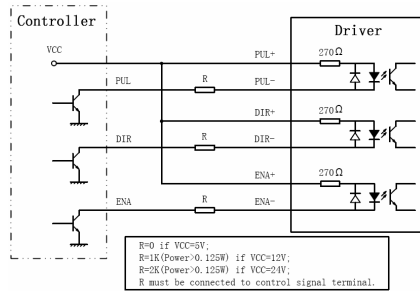 Controller
Driver
VCC
PUL+
270Ω
PUL
R
PUL-
DIR+
270Ω
DIR
R
DIR-
ENA+
270Ω
ENA
R
ENA-
R=0 if VCC=5V;
R=1K(Power>0.125W) if VCC=12V;
R=2K(Power>0.125W) if VCC=24V;
R must be connected to control signal terminal.